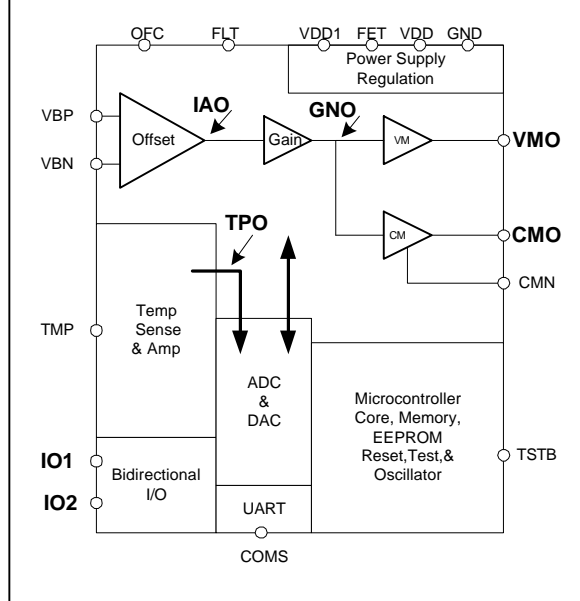 OFC FLT VDD1 FET VDD GND
Power Supply
Regulation
IAO
GNO
VBP
Offset
Gain
VM
VMO
VBN
TPO
CM
CMO
CMN
Temp
Sense
& Amp
TMP
ADC
&
DAC
Microcontroller
Core, Memory,
EEPROM
Reset,Test,&
Oscillator
TSTB
IO1
Bidirectional
I/O
IO2
UART
COMS